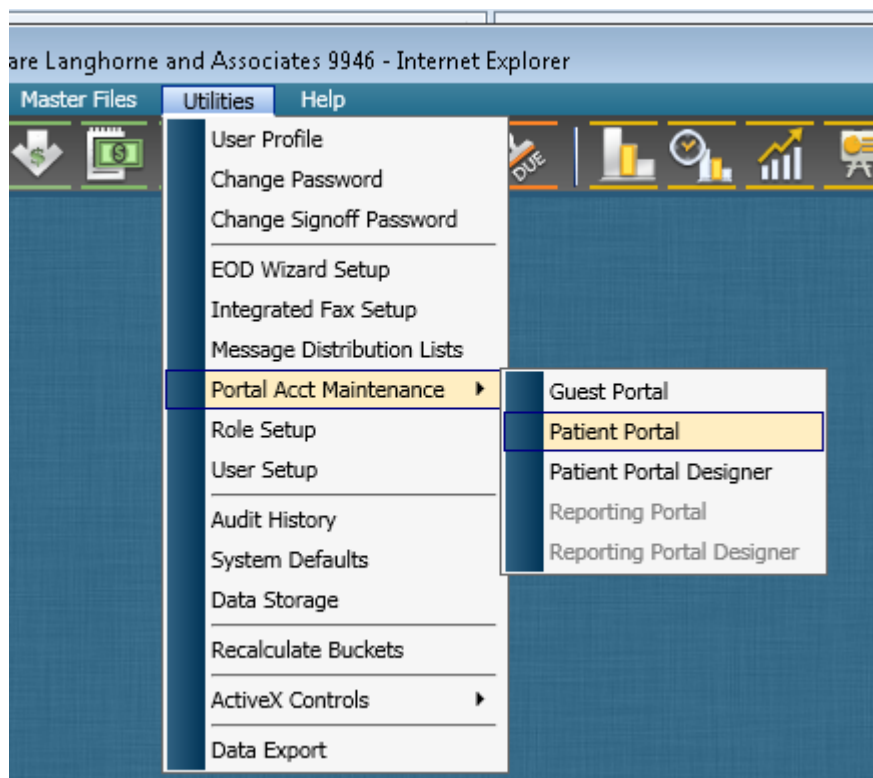 are Langhorne and Associates 9946 - Internet Explorer
Master Files Utilities Help
DUE
User Profile
Change Password
Change Signoff Password
EOD Wizard Setup
Integrated Fax Setup
Message Distribution Lists
Portal Acct Maintenance
Role Setup
User Setup
Audit History
System Defaults
Data Storage
Recalculate Buckets
ActiveX Controls
Data Export
Guest Portal
Patient Portal
Patient Portal Designer
Reporting Portal
Reporting Portal Designer